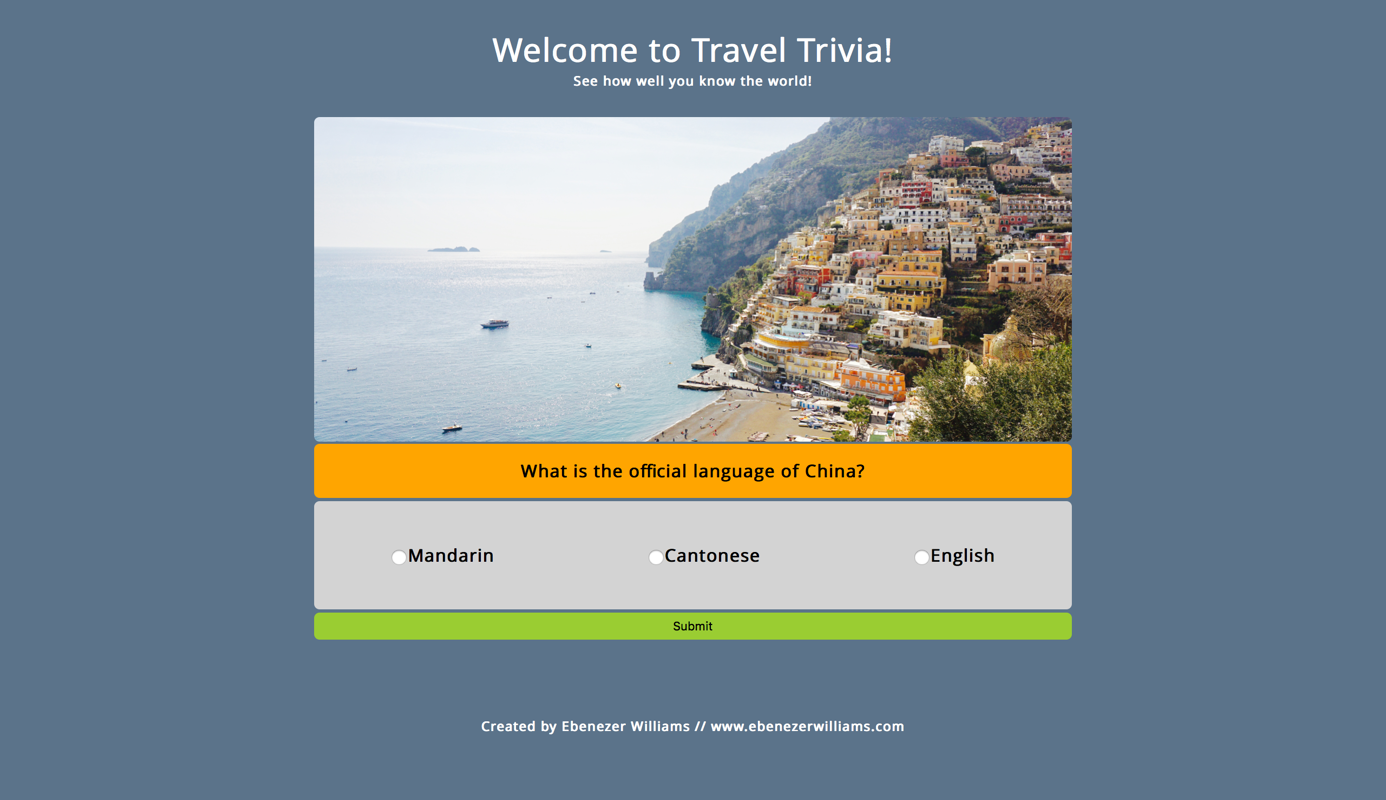 Welcome to Travel Trivia!
See how well you know the world!
What is the official language of China?
Mandarin
Cantonese
English
Submit
Created by Ebenezer Williams // www.ebenezerwilliams.com